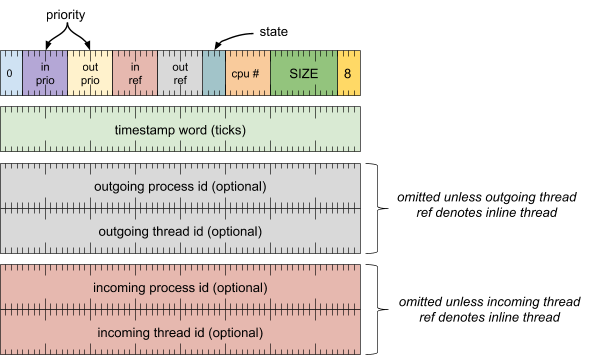 priority
state
0
in
prio
out
prio
in
ref
out
ref
cpu #
SIZE
8
timestamp word (ticks)
outgoing process id (optional)
outgoing thread id (optional)
omitted unless outgoing thread
ref denotes inline thread
incoming process id (optional)
incoming thread id (optional)
omitted unless incoming thread
ref denotes inline thread